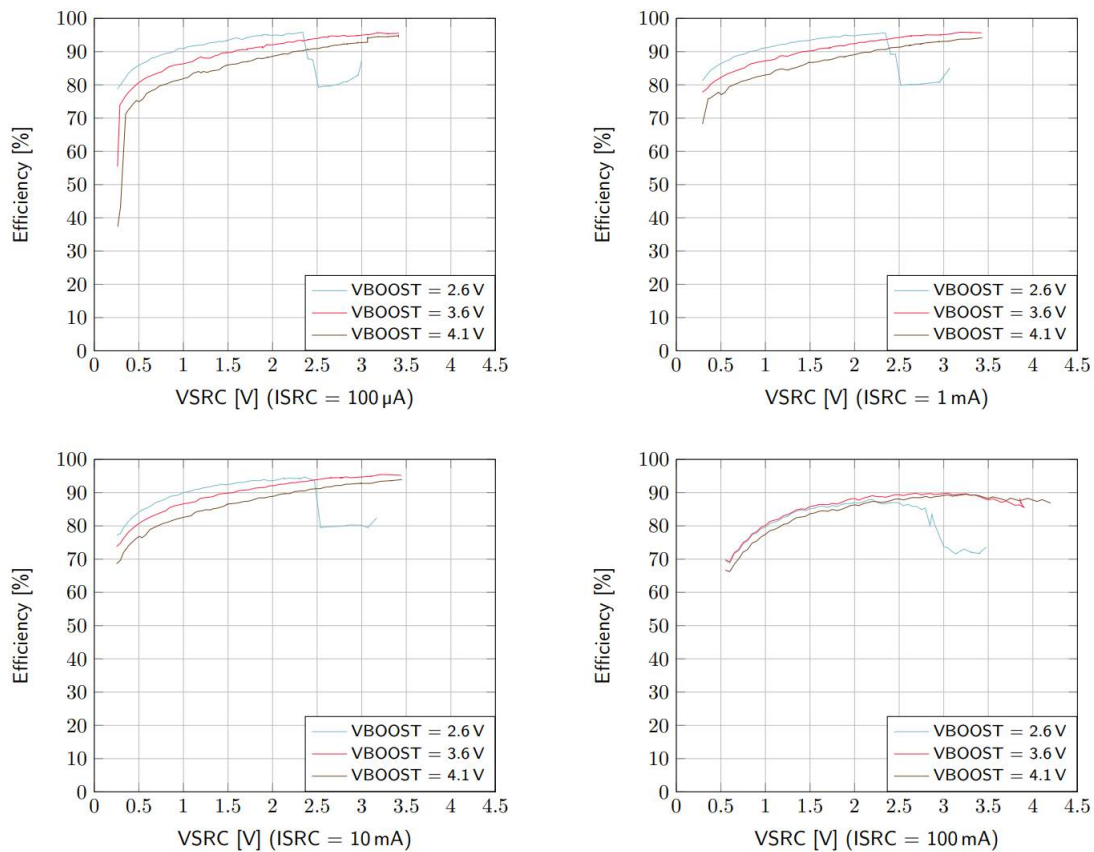 100
90
80
70
60
50
40
30
20
10
0
Efficiency [%]
VBOOST = 2.6 V
VBOOST = 3.6 V
VBOOST = 4.1 V
0 0.5 1 1.5 2 2.5 3 3.5 4 4.5
VSRC [V] (ISRC = 100 µA)
100
90
80
70
60
50
40
30
20
10
0
Efficiency [%]
VBOOST = 2.6 V
VBOOST = 3.6 V
VBOOST = 4.1 V
0 0.5 1 1.5 2 2.5 3 3.5 4 4.5
VSRC [V] (ISRC = 1 mA)
100
90
80
70
60
50
40
30
20
10
0
Efficiency [%]
VBOOST = 2.6 V
VBOOST = 3.6 V
VBOOST = 4.1 V
0 0.5 1 1.5 2 2.5 3 3.5 4 4.5
VSRC [V] (ISRC = 10 mA)
100
90
80
70
60
50
40
30
20
10
0
Efficiency [%]
VBOOST = 2.6 V
VBOOST = 3.6 V
VBOOST = 4.1 V
0 0.5 1 1.5 2 2.5 3 3.5 4 4.5
VSRC [V] (ISRC = 100 mA)